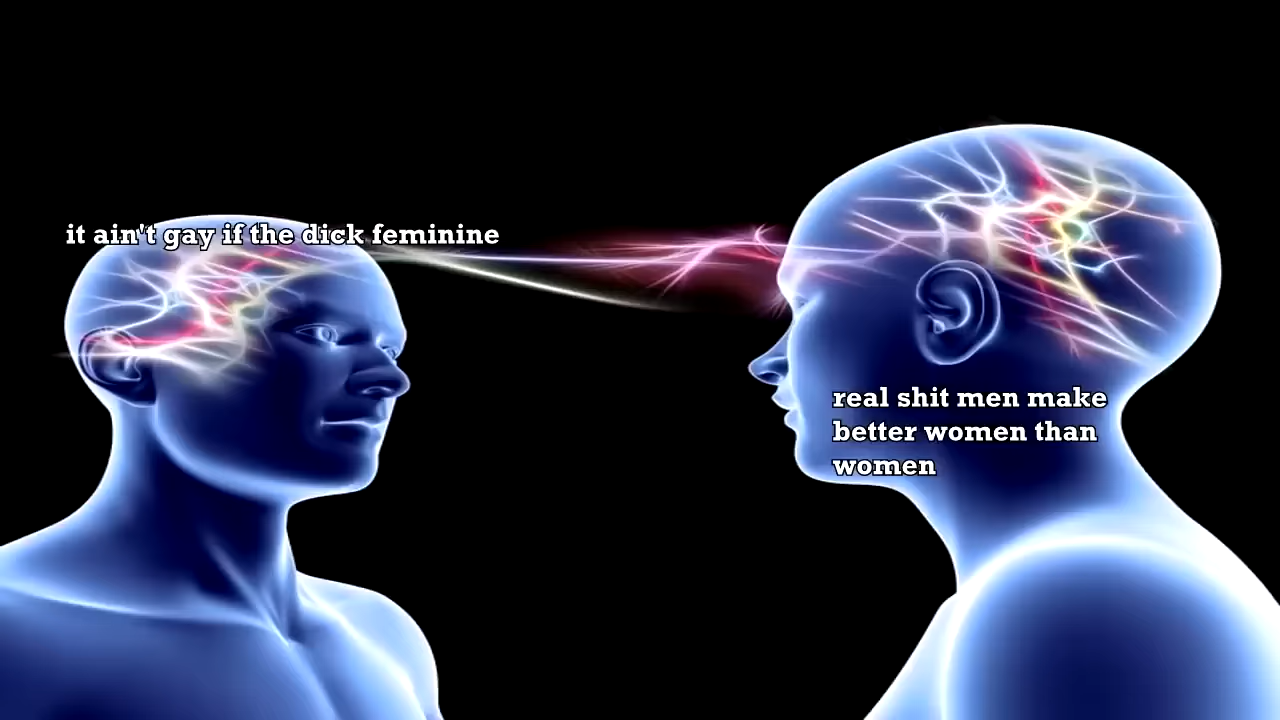 it ain't gay if the dick feminine
real shit men make
better women than
women